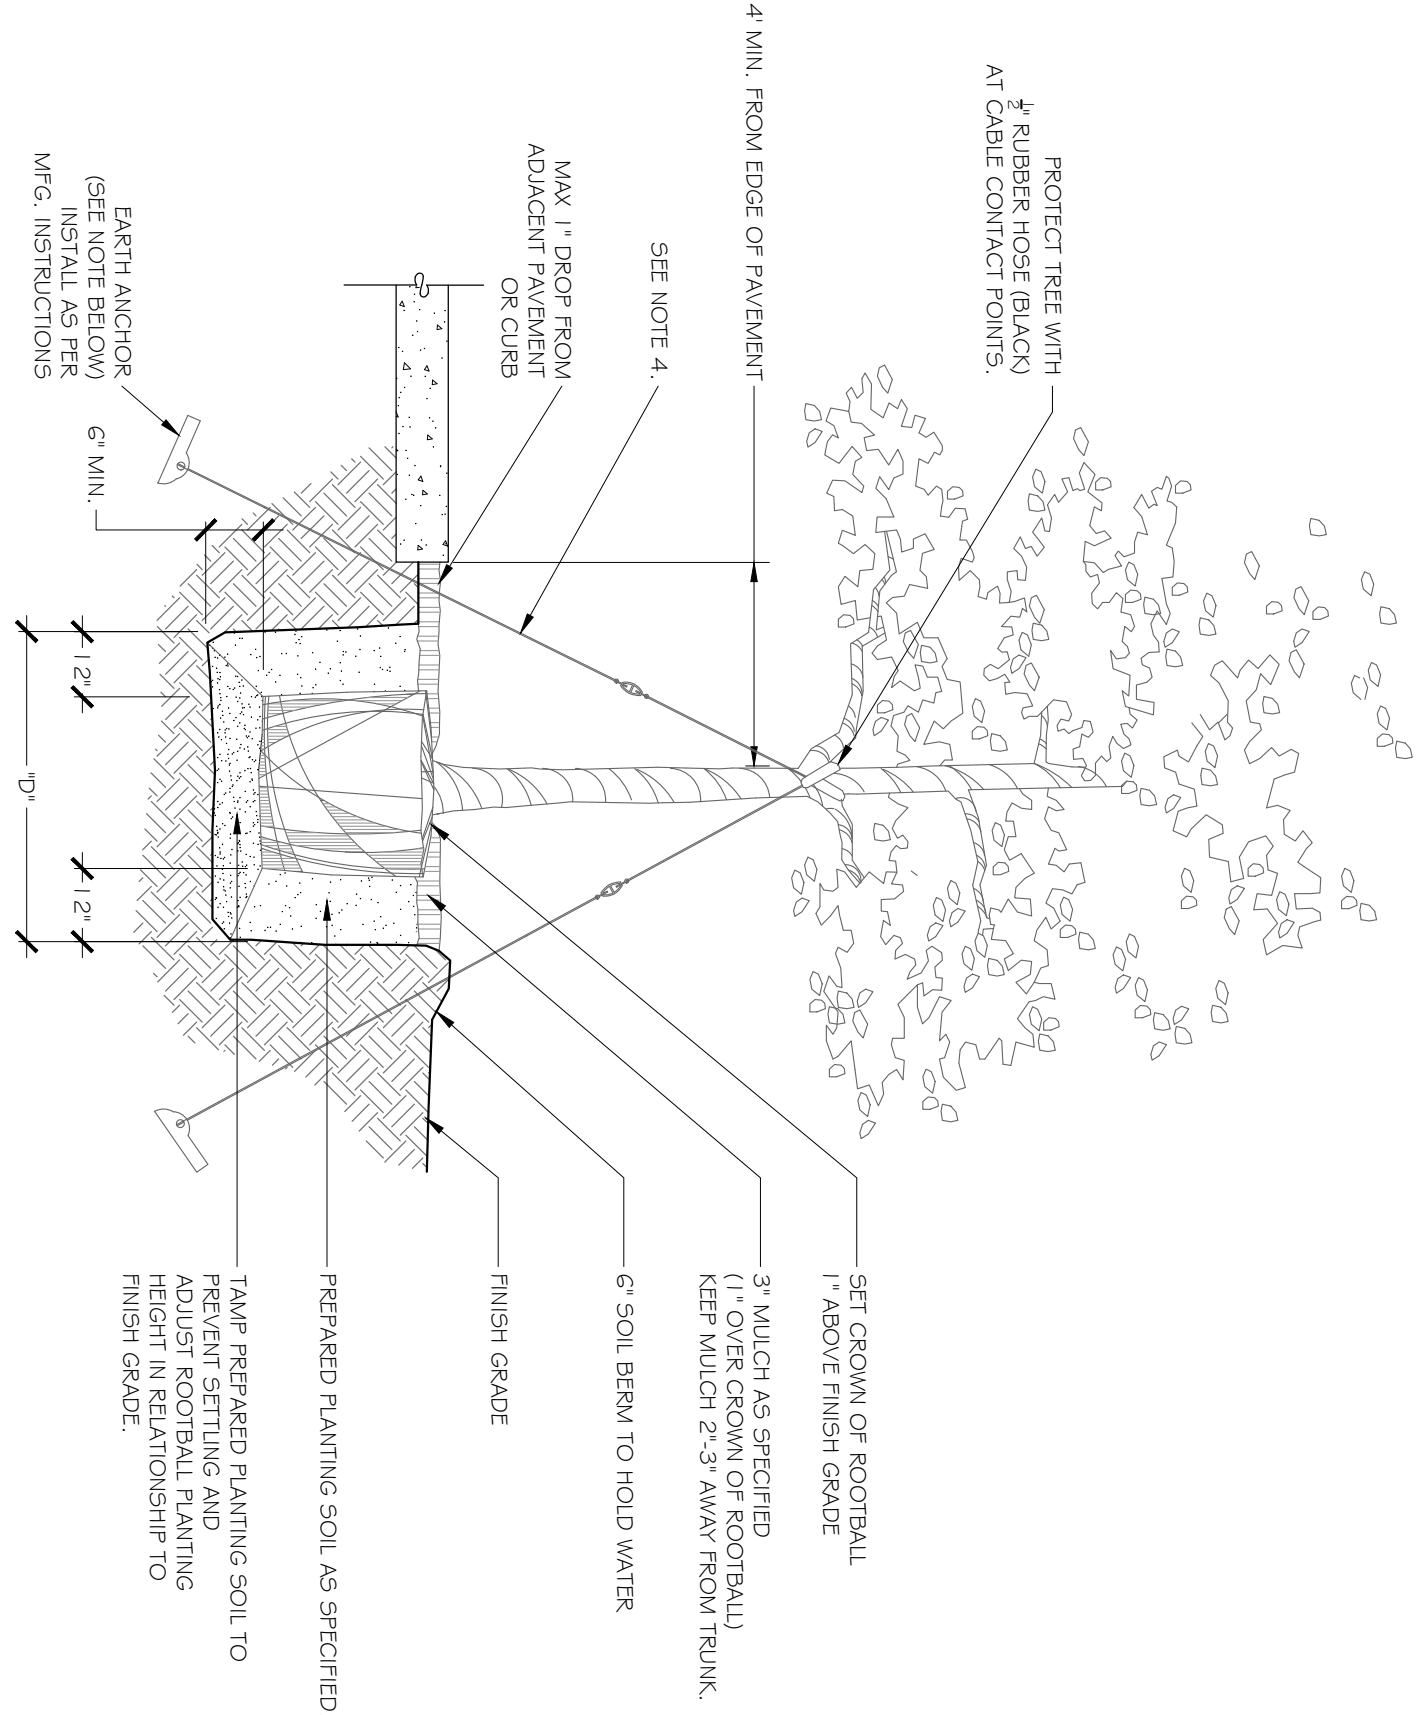 PROTECT TREE WITH
1/2" RUBBER HOSE (BLACK)
AT CABLE CONTACT POINTS.
4' MIN. FROM EDGE OF PAVEMENT
SEE NOTE 4.
MAX 1" DROP FROM
ADJACENT PAVEMENT
OR CURB
EARTH ANCHOR
(SEE NOTE BELOW)
INSTALL AS PER
MFG. INSTRUCTIONS
6" MIN.
12"
"D"
12"
SET CROWN OF ROOTBALL
1" ABOVE FINISH GRADE
3" MULCH AS SPECIFIED
(1" OVER CROWN OF ROOTBALL)
KEEP MULCH 2"-3" AWAY FROM TRUNK.
6" SOIL BERM TO HOLD WATER
FINISH GRADE
PREPARED PLANTING SOIL AS SPECIFIED
TAMP PREPARED PLANTING SOIL TO
PREVENT SETTLING AND
ADJUST ROOTBALL PLANTING
HEIGHT IN RELATIONSHIP TO
FINISH GRADE.